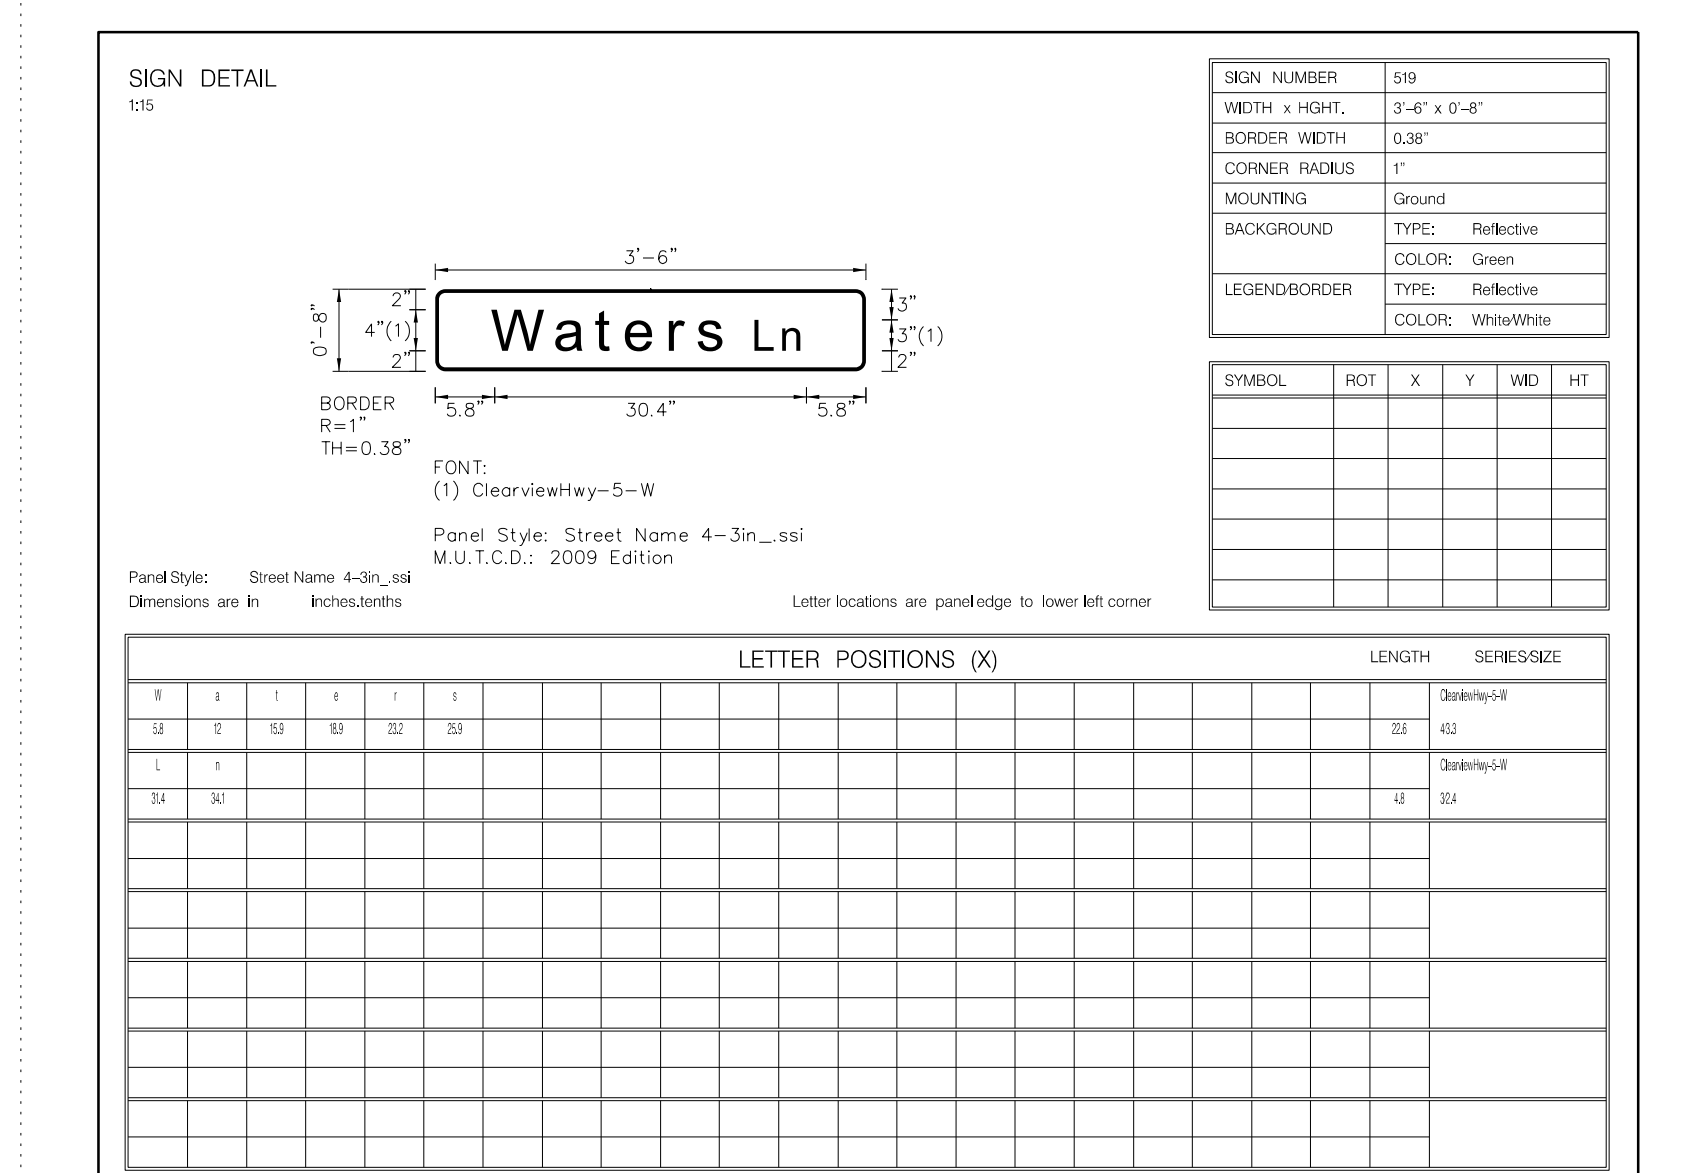 SIGN DETAIL
1:15
SIGN NUMBER 519
WIDTH x HGHT. 3'–6" x 0'–8"
BORDER WIDTH 0.38"
CORNER RADIUS 1"
MOUNTING Ground
BACKGROUND TYPE: Reflective
COLOR: Green
LEGEND/BORDER TYPE: Reflective
COLOR: White/White
3'–6"
0'–8"
2"
4"(1)
2"
Waters Ln
3"
3"(1)
2"
5.8" 30.4" 5.8"
BORDER
R=1"
TH=0.38"
FONT:
(1) ClearviewHwy–5–W
Panel Style: Street Name 4–3in_.ssi
M.U.T.C.D.: 2009 Edition
SYMBOL ROT X Y WID HT
Panel Style: Street Name 4–3in_.ssi
Dimensions are in inches.tenths
Letter locations are panel edge to lower left corner
LETTER POSITIONS (X) LENGTH SERIES/SIZE
W a t e r s ClearviewHwy–5–W
5.8 12 15.9 18.9 23.2 25.9 22.6 43.3
L n ClearviewHwy–5–W
31.4 34.1 4.8 32.4